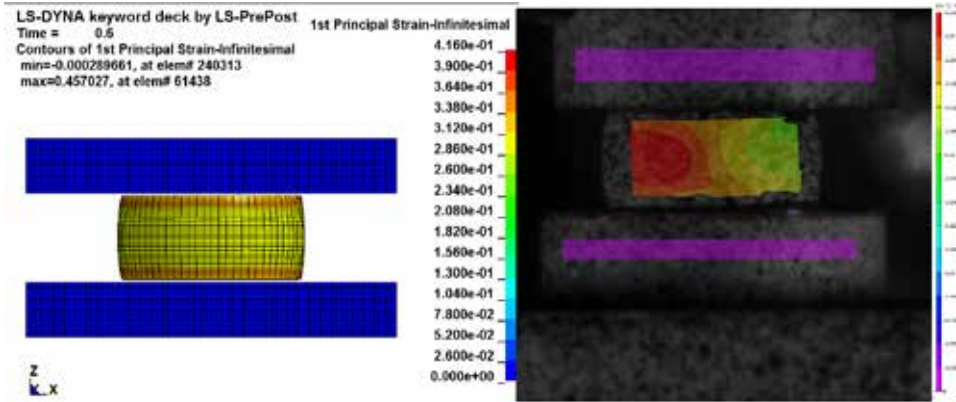 LS-DYNA keyword deck by LS-PrePost
Time = 0.6
Contours of 1st Principal Strain-Infinitesimal
min=-0.000289661, at elem# 240313
max=0.457027, at elem# 61438
1st Principal Strain-Infinitesimal
4.160e-01
3.900e-01
3.640e-01
3.380e-01
3.120e-01
2.860e-01
2.600e-01
2.340e-01
2.080e-01
1.820e-01
1.560e-01
1.300e-01
1.040e-01
7.800e-02
5.200e-02
2.600e-02
0.000e+00
Z
X